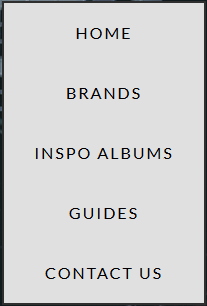 HOME
BRANDS
INSPO ALBUMS
GUIDES
CONTACT US